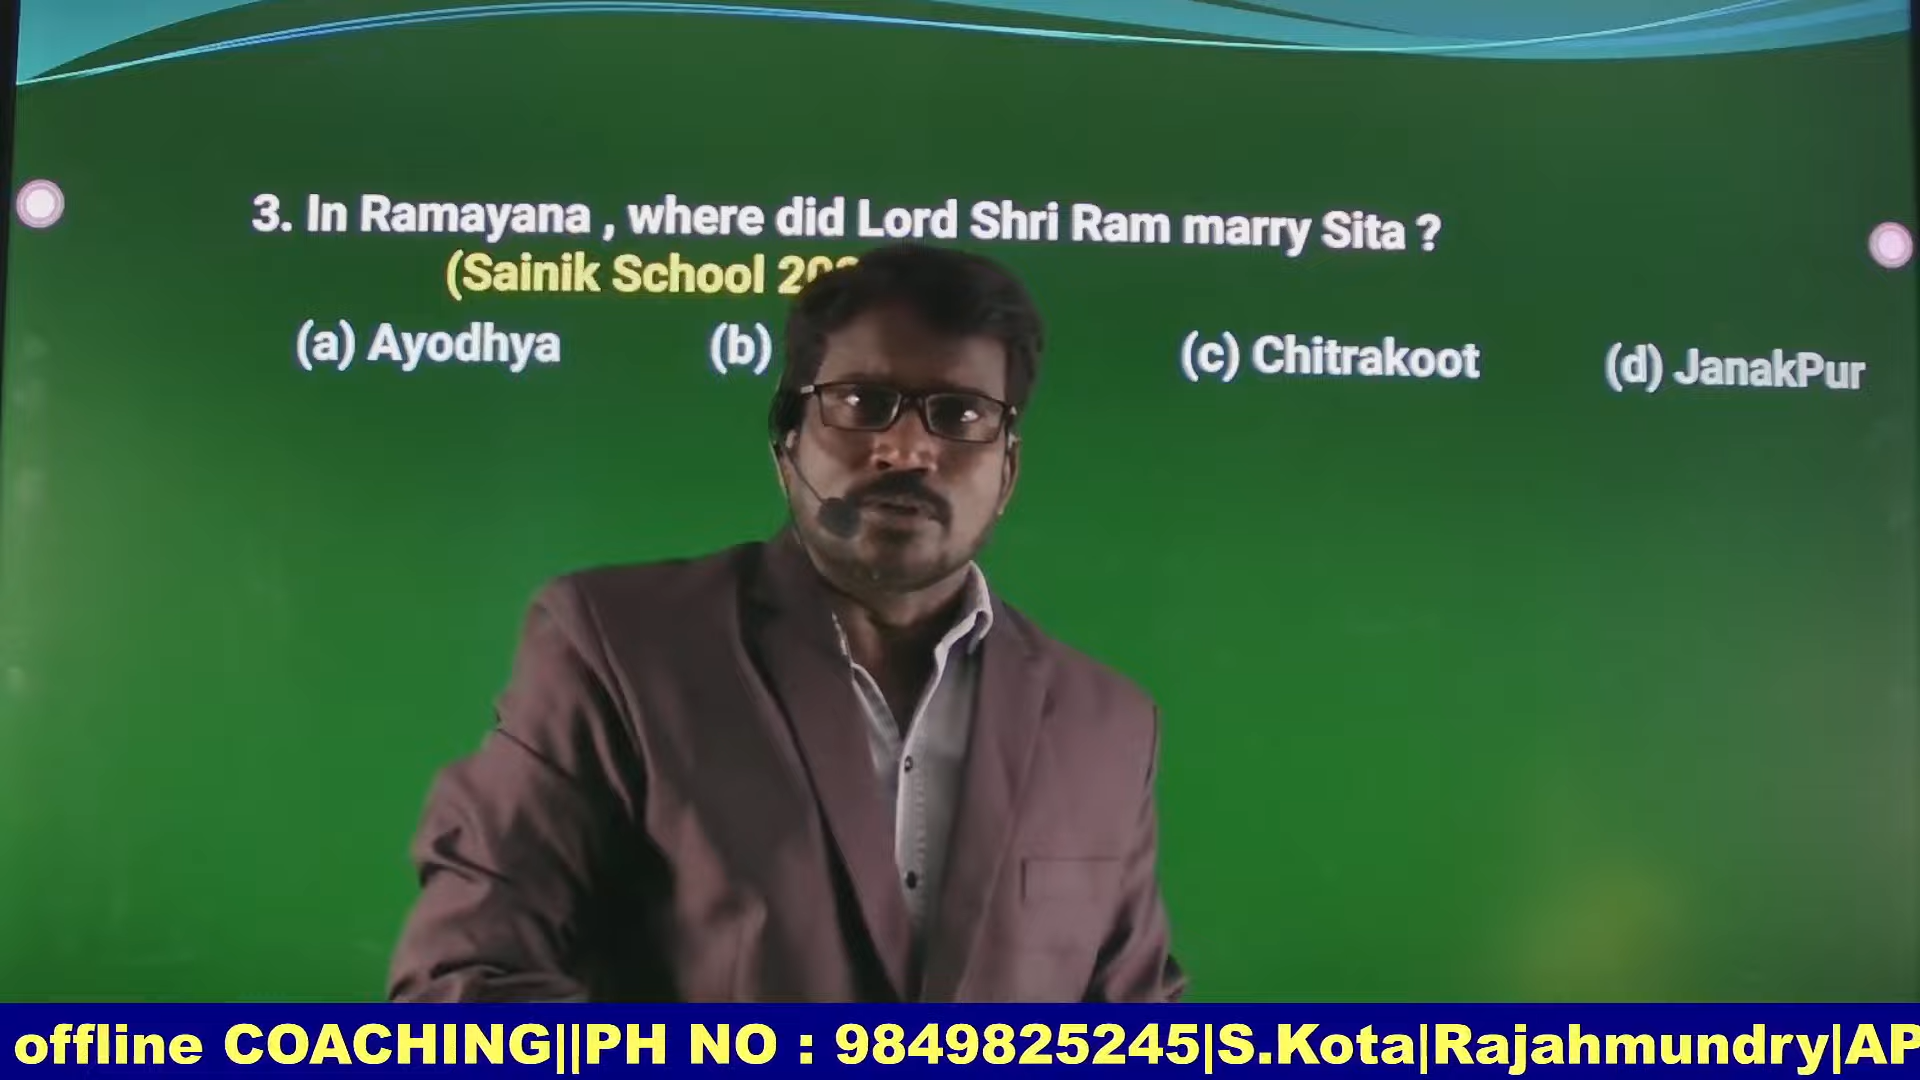 3. In Ramayana , where did Lord Shri Ram marry Sita ?
(Sainik School
(a) Ayodhya (b) (c) Chitrakoot (d) JanakPur
offline COACHING||PH NO : 9849825245|S.Kota|Rajahmundry|AP